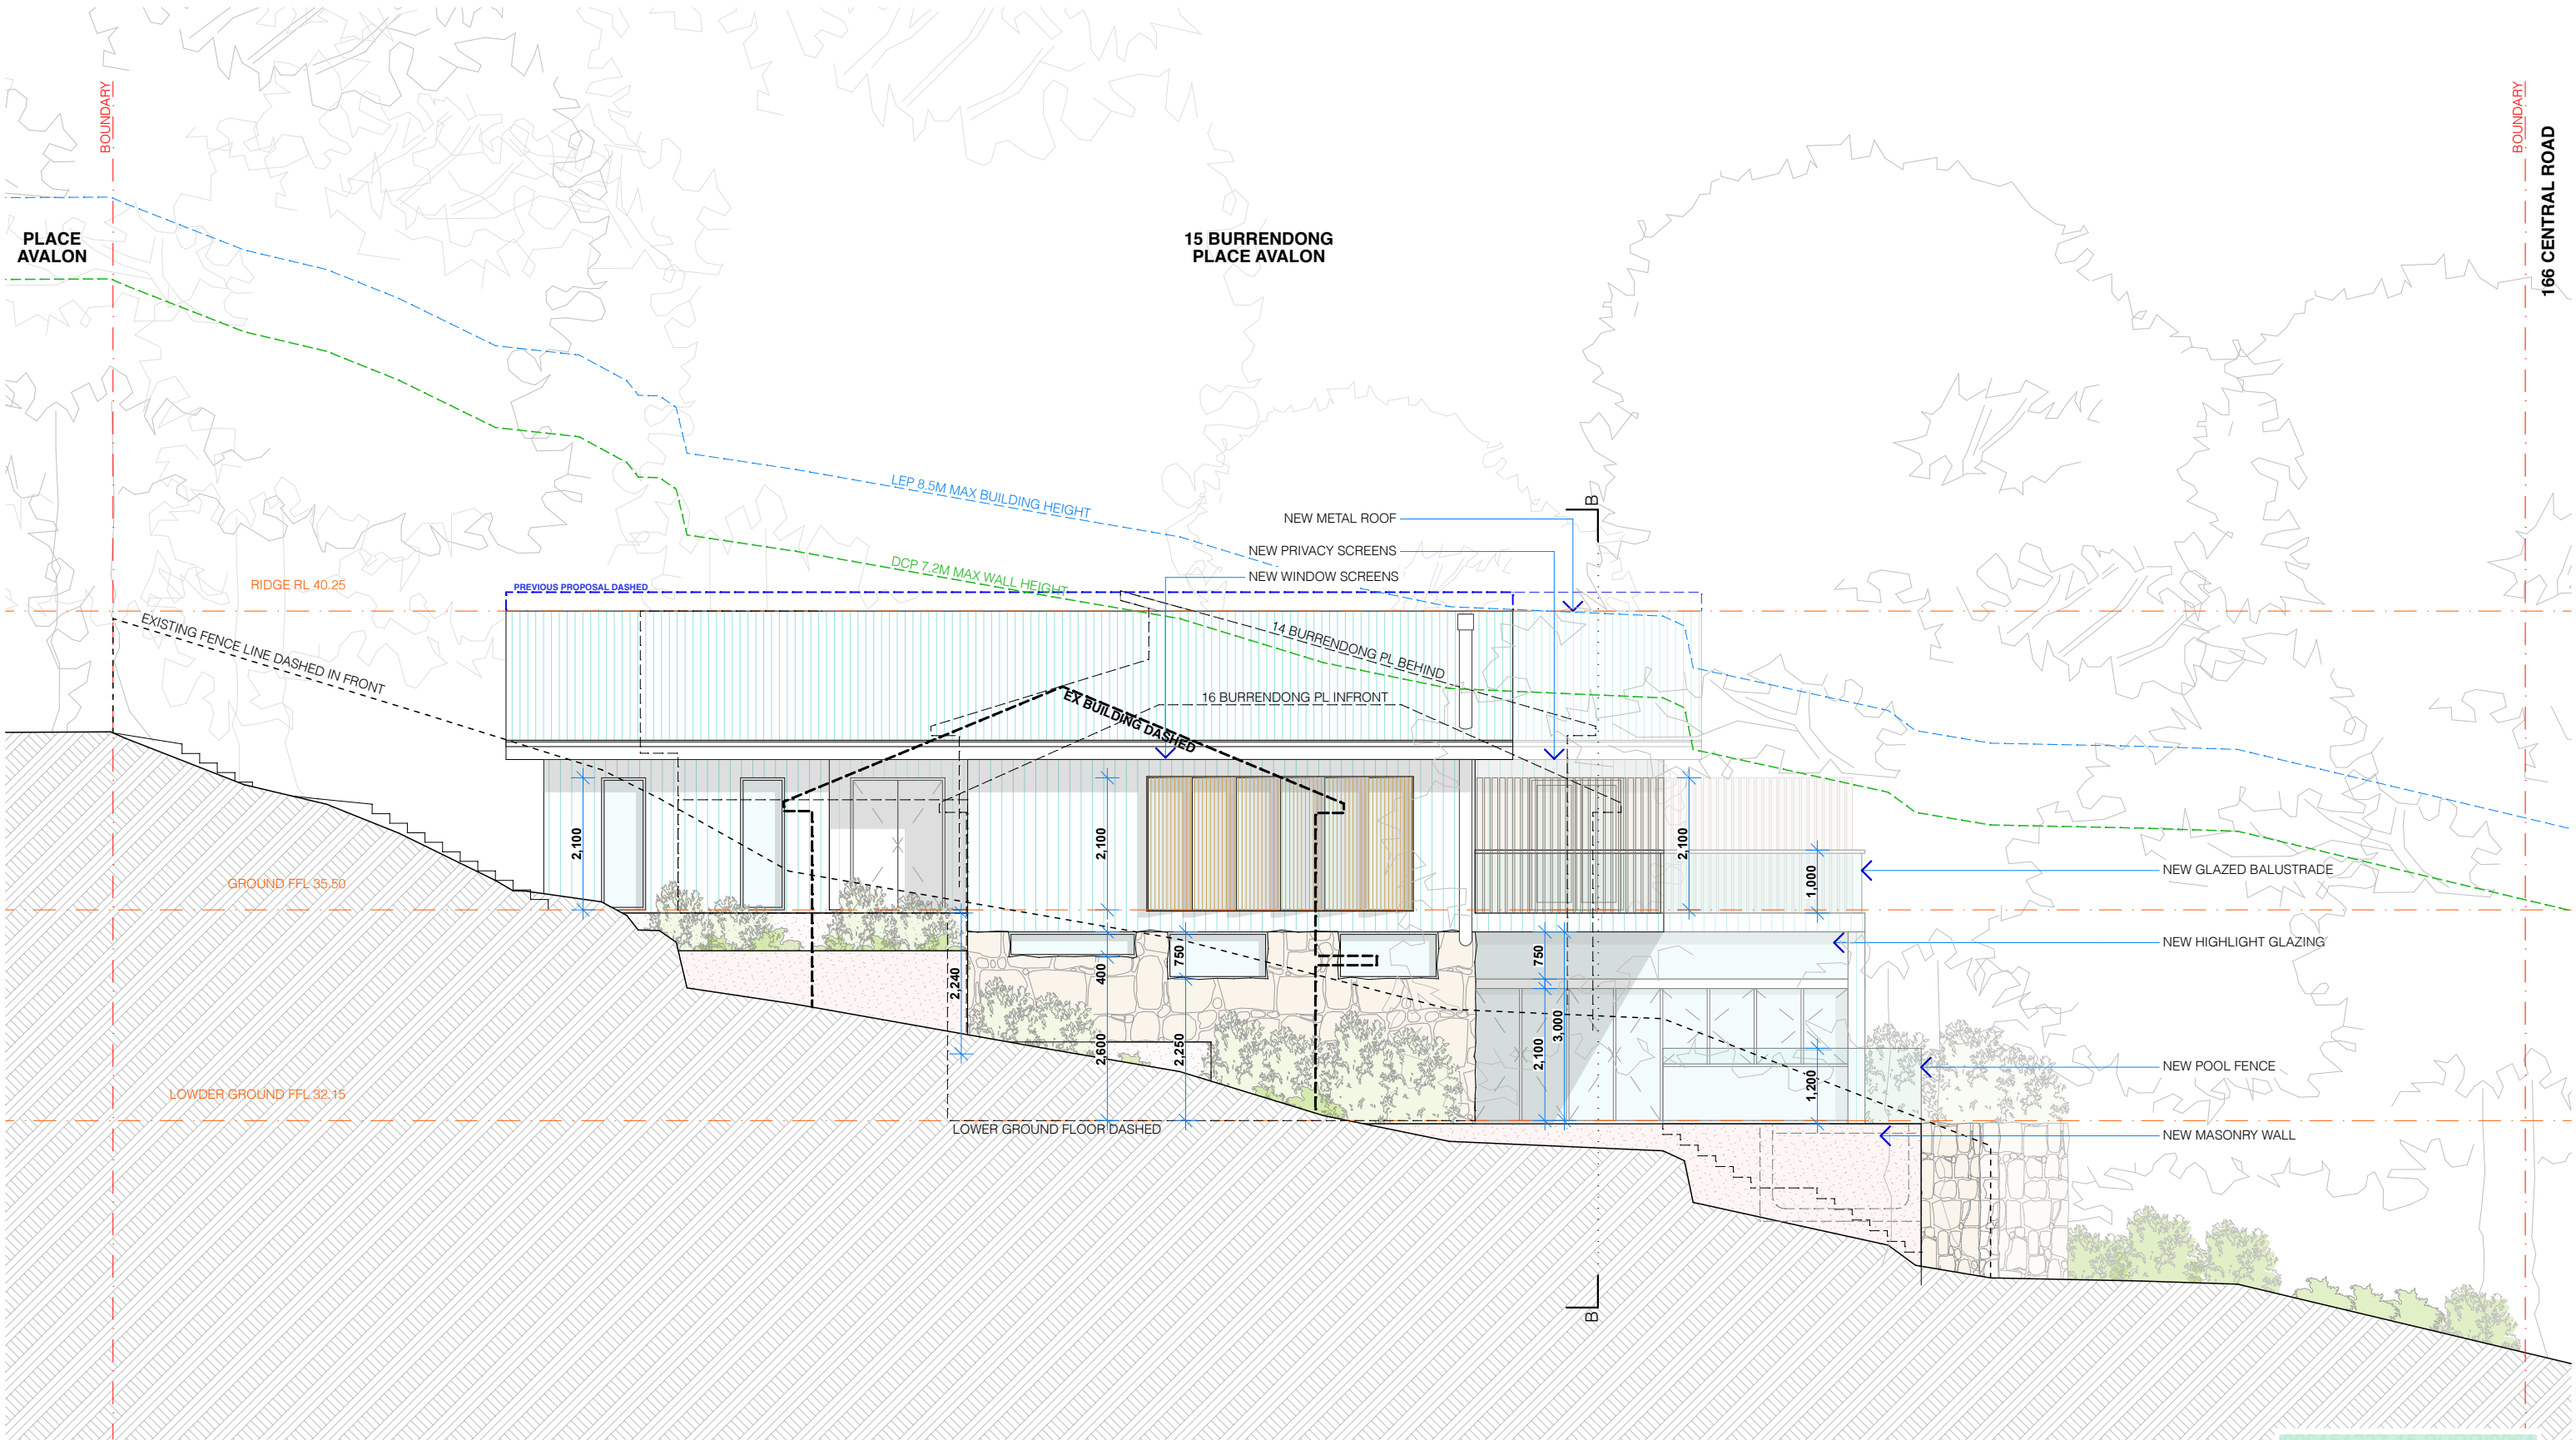 BOUNDARY
BOUNDARY
166 CENTRAL ROAD
PLACE
AVALON
15 BURRENDONG
PLACE AVALON
LEP 8.5M MAX BUILDING HEIGHT
B
NEW METAL ROOF
NEW PRIVACY SCREENS
DCP 7.2M MAX WALL HEIGHT
NEW WINDOW SCREENS
RIDGE RL 40.25
PREVIOUS PROPOSAL DASHED
EXISTING FENCE LINE DASHED IN FRONT
14 BURRENDONG PL BEHIND
16 BURRENDONG PL INFRONT
EX BUILDING DASHED
2,100
2,100
2,100
1,000
NEW GLAZED BALUSTRADE
GROUND FFL 35.50
NEW HIGHLIGHT GLAZING
2,240
400
750
750
2,600
2,250
2,100
3,000
1,200
NEW POOL FENCE
LOWDER GROUND FFL 32.15
LOWER GROUND FLOOR DASHED
NEW MASONRY WALL
B